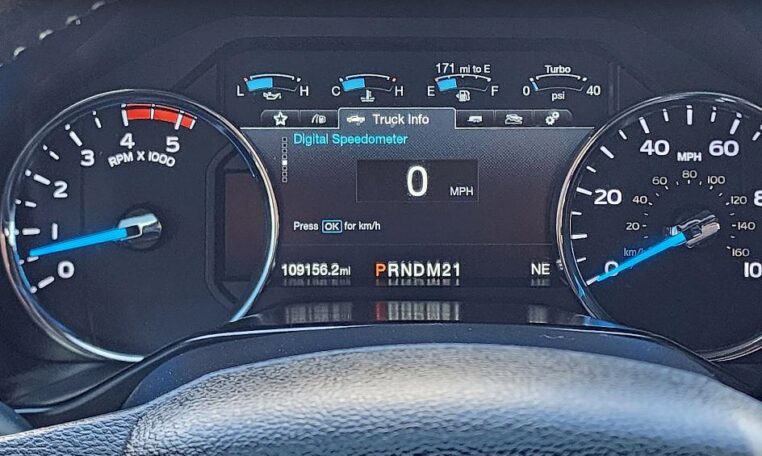 171 mi to E
Turbo
L H
C H
E F
0 40
psi
Truck Info
Digital Speedometer
0 MPH
Press OK for km/h
109156.2mi
PRNDM21
NE
0 1 2 3 4 5
RPM X 1000
0 20 40 60 8 10
MPH
km/h 40 60 80 100 120 140 160